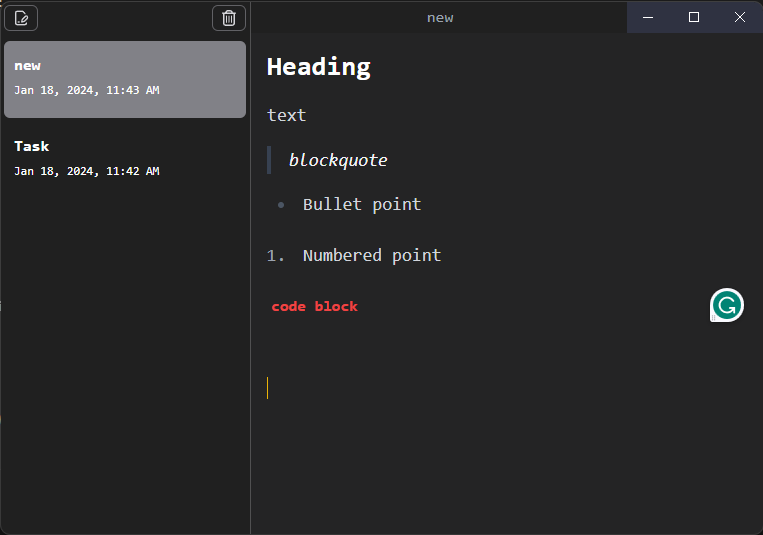 new
new
Jan 18, 2024, 11:43 AM
Task
Jan 18, 2024, 11:42 AM
Heading
text
blockquote
• Bullet point
1. Numbered point
code block